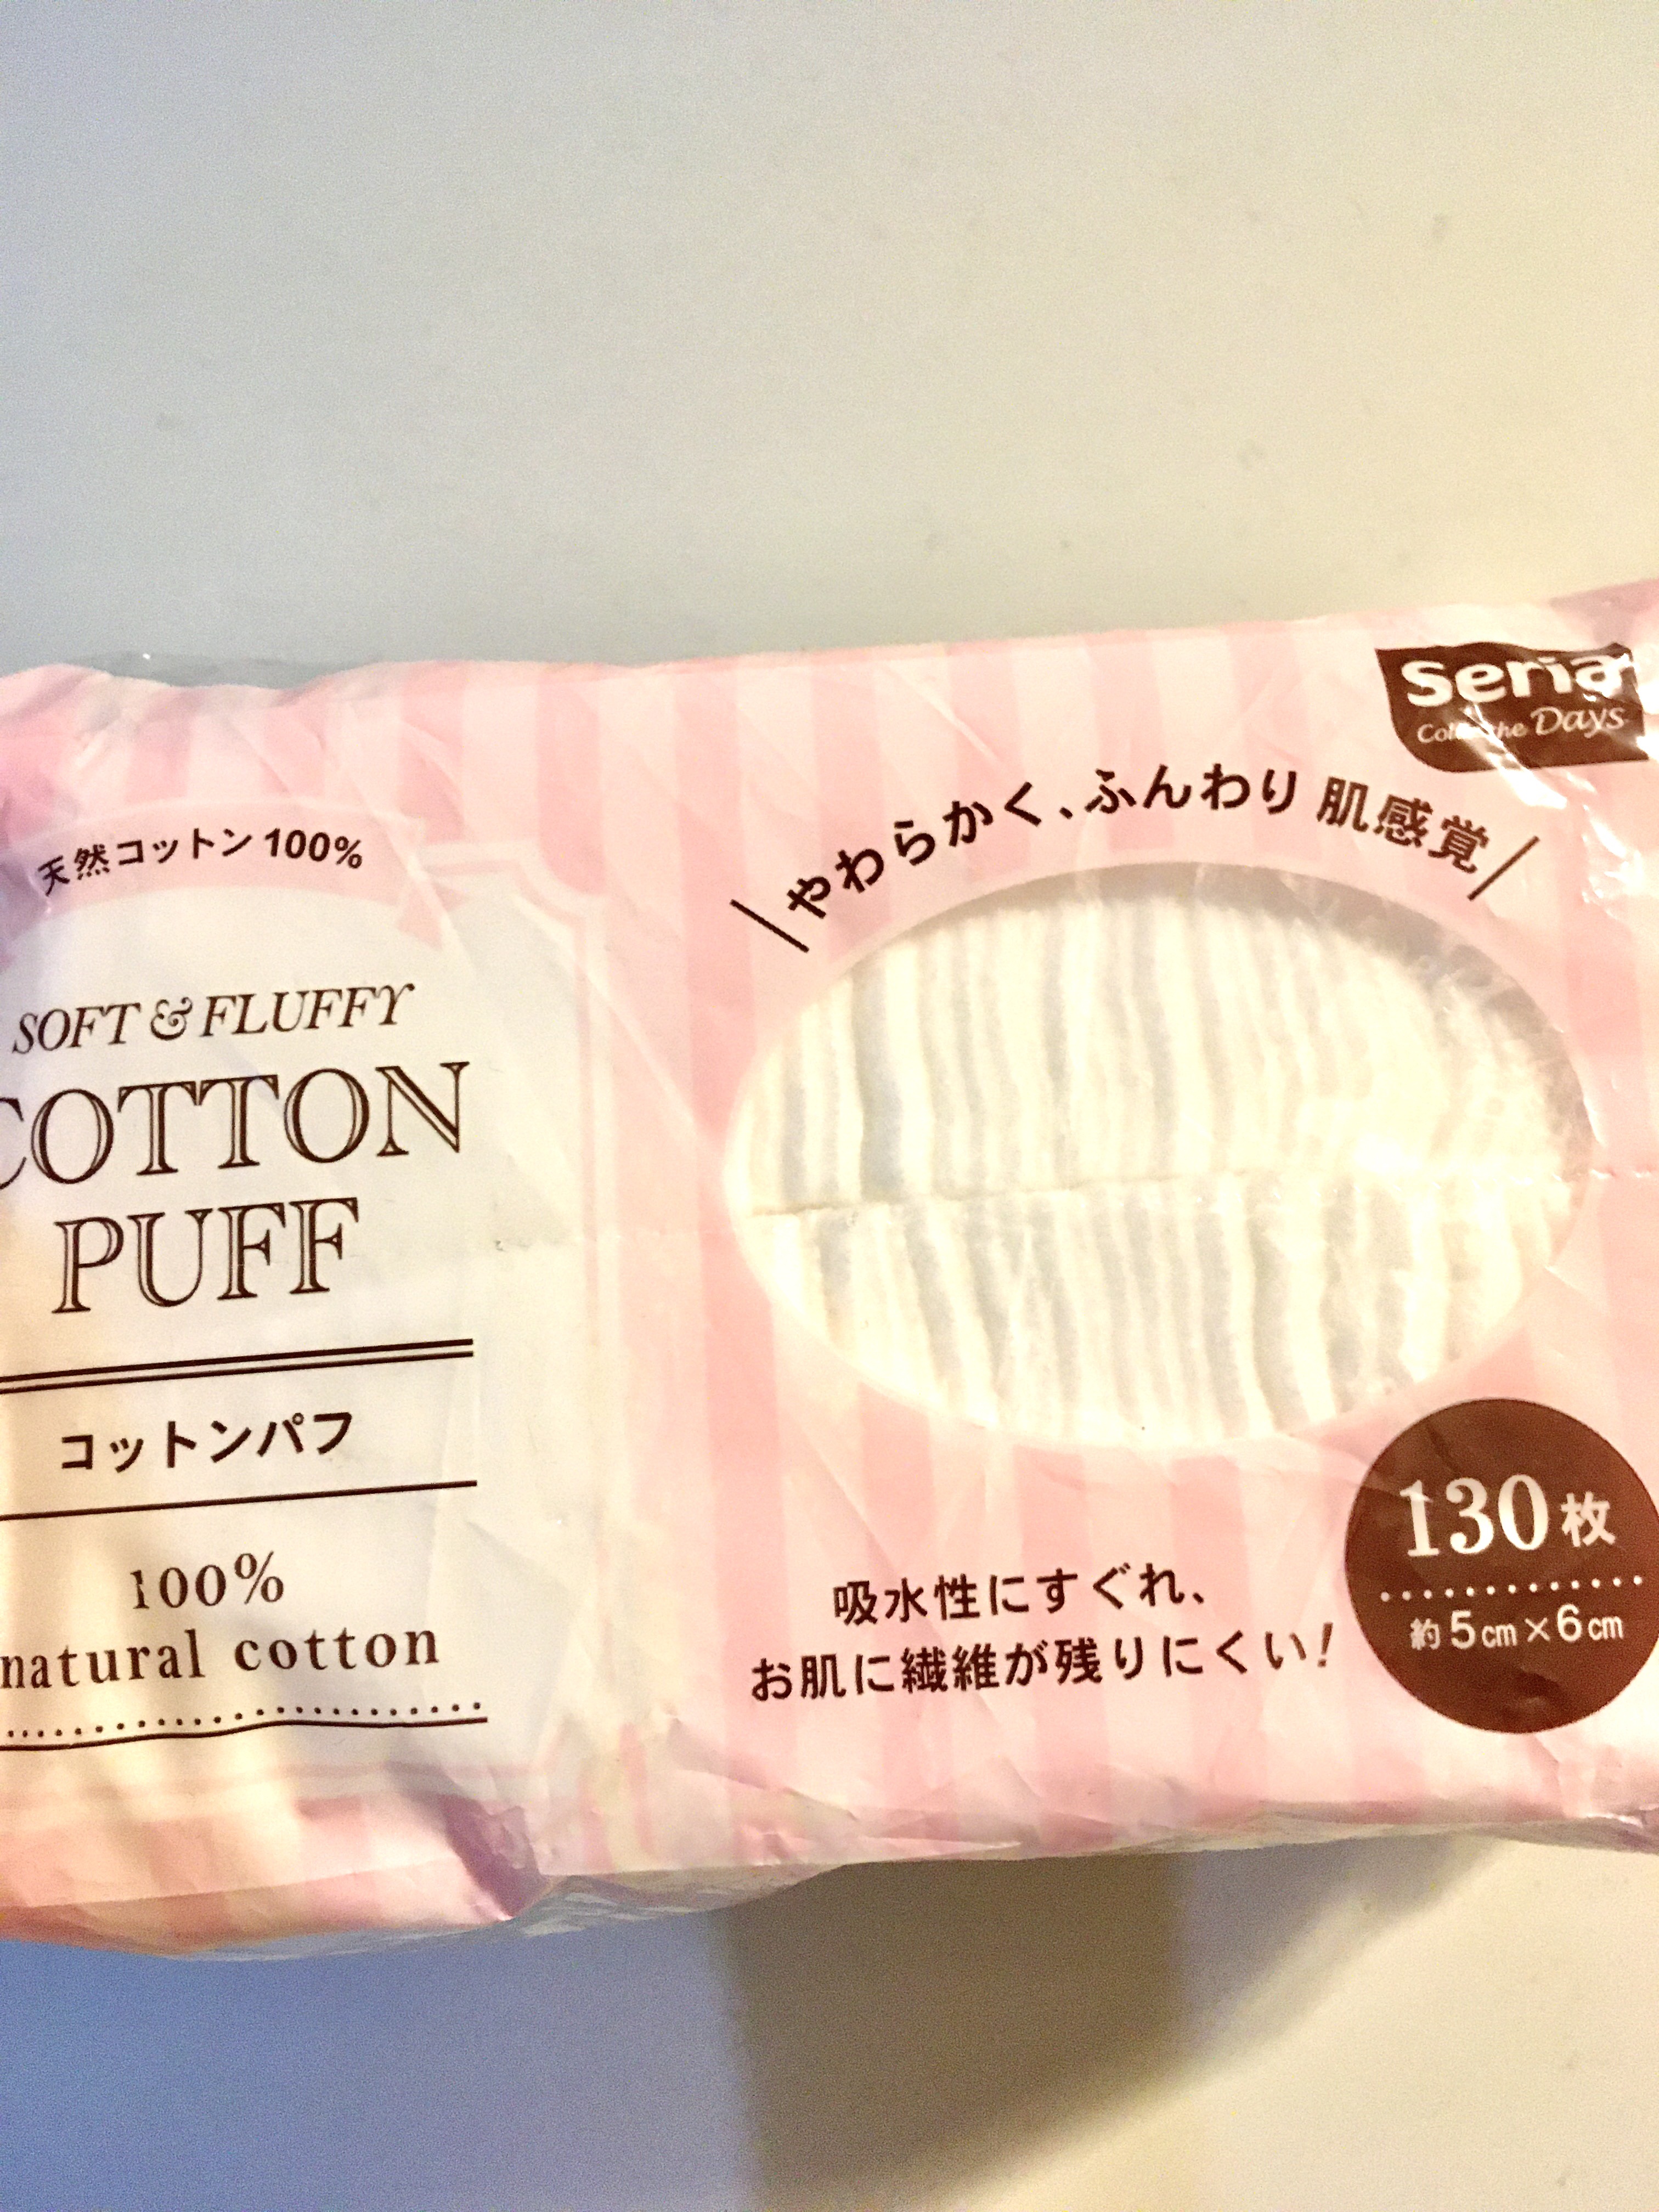 天然コットン100%
SOFT & FLUFFY
COTTON
PUFF
コットンパフ
100%
natural cotton
Seria
the Days
やわらかく、ふんわり 肌感覚
吸水性にすぐれ、
お肌に繊維が残りにくい!
130枚
約5cm×6cm